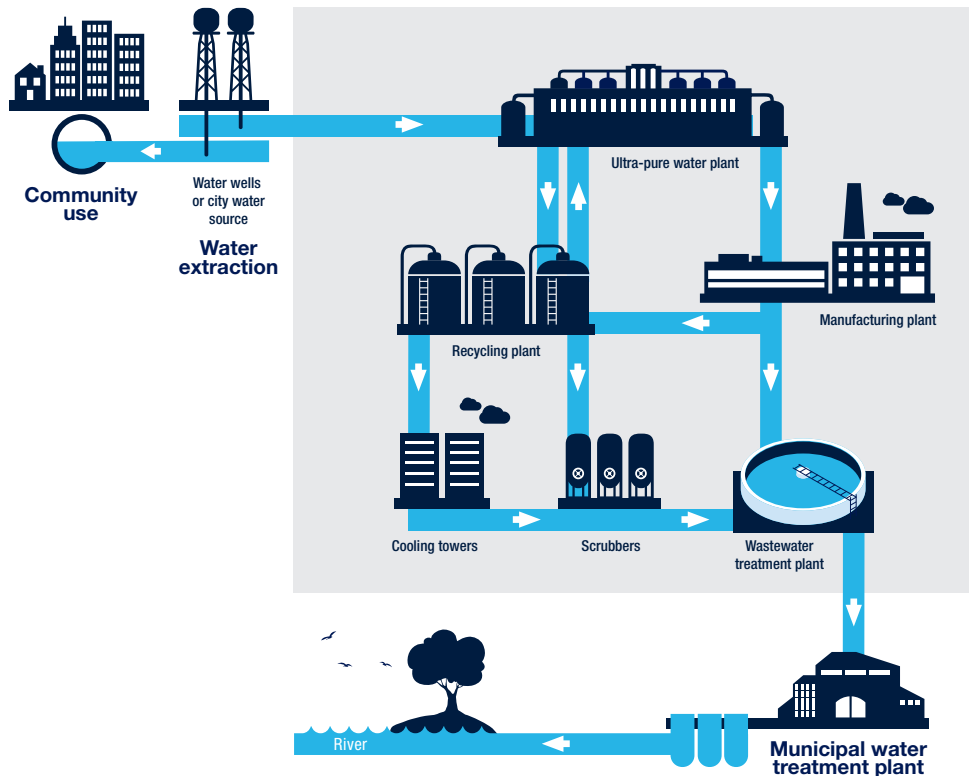 Ultra-pure water plant
Community
use
Water wells
or city water
source
Water
extraction
Manufacturing plant
Recycling plant
Cooling towers
Scrubbers
Wastewater
treatment plant
River
Municipal water
treatment plant